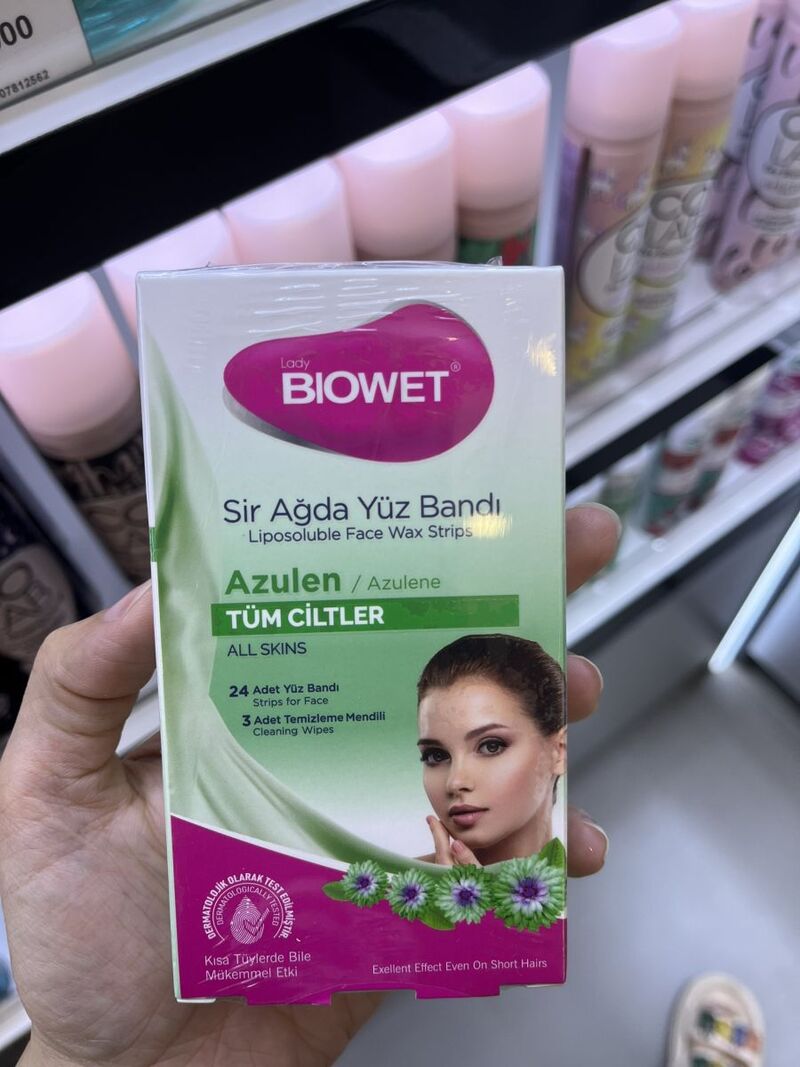 00
07812562
Lady
BIOWET®
Sir Ağda Yüz Bandı
Liposoluble Face Wax Strips
Azulen / Azulene
TÜM CİLTLER
ALL SKINS
24 Adet Yüz Bandı
Strips for Face
3 Adet Temizleme Mendili
Cleaning Wipes
DERMATOLOJİK OLARAK TEST EDİLMİŞTİR
DERMATOLOGICALLY TESTED
Kısa Tüylerde Bile
Mükemmel Etki
Exellent Effect Even On Short Hairs